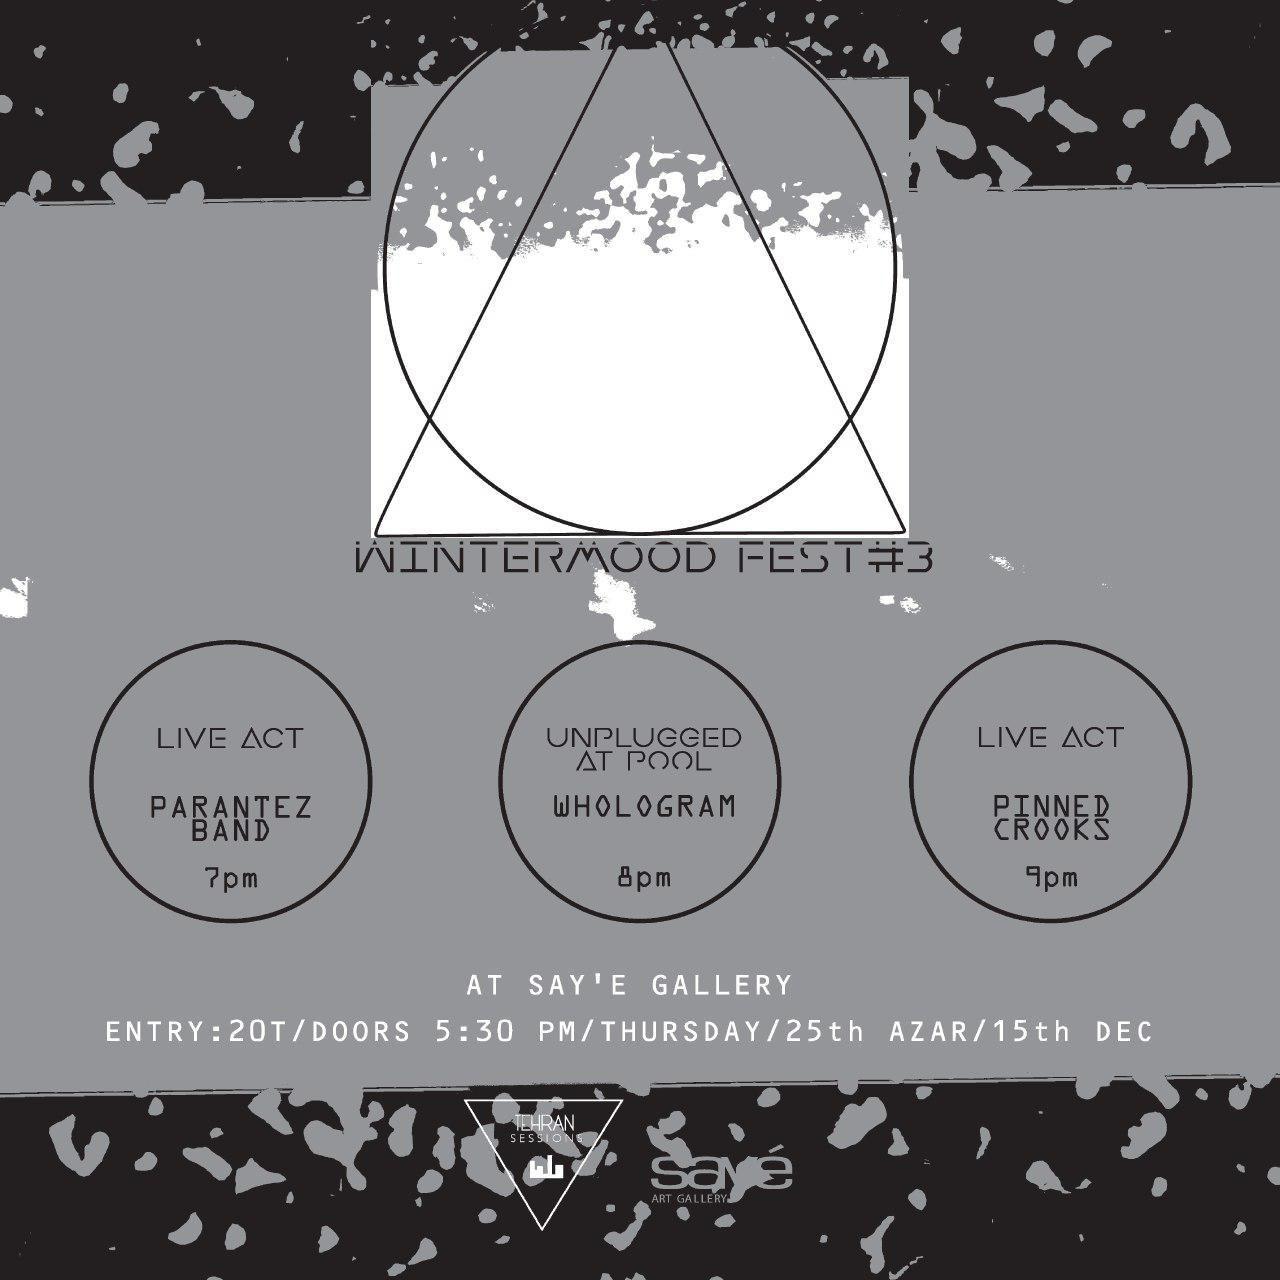 WINTERMOOD FEST#3
LIVE ACT
PARANTEZ
BAND
7pm
UNPLUGGED
AT POOL
WHOLOGRAM
8pm
LIVE ACT
PINNED
CROOKS
9pm
AT SAY'E GALLERY
ENTRY:20T/DOORS 5:30 PM/THURSDAY/25th AZAR/15th DEC
TEHRAN
SESSIONS
sayé
ART GALLERY